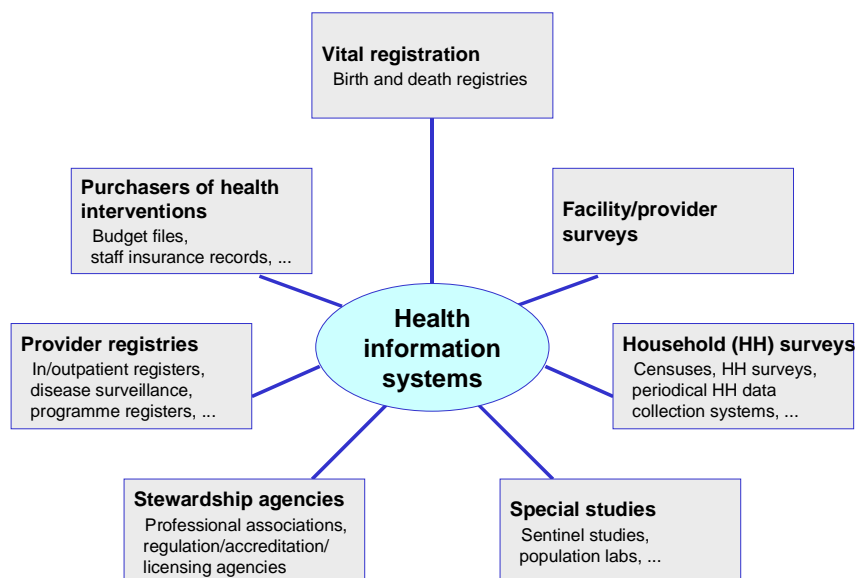 Vital registration
Birth and death registries
Purchasers of health
interventions
Budget files,
staff insurance records, ...
Facility/provider
surveys
Health
information
systems
Provider registries
In/outpatient registers,
disease surveillance,
programme registers, ...
Household (HH) surveys
Censuses, HH surveys,
periodical HH data
collection systems, ...
Stewardship agencies
Professional associations,
regulation/accreditation/
licensing agencies
Special studies
Sentinel studies,
population labs, ...